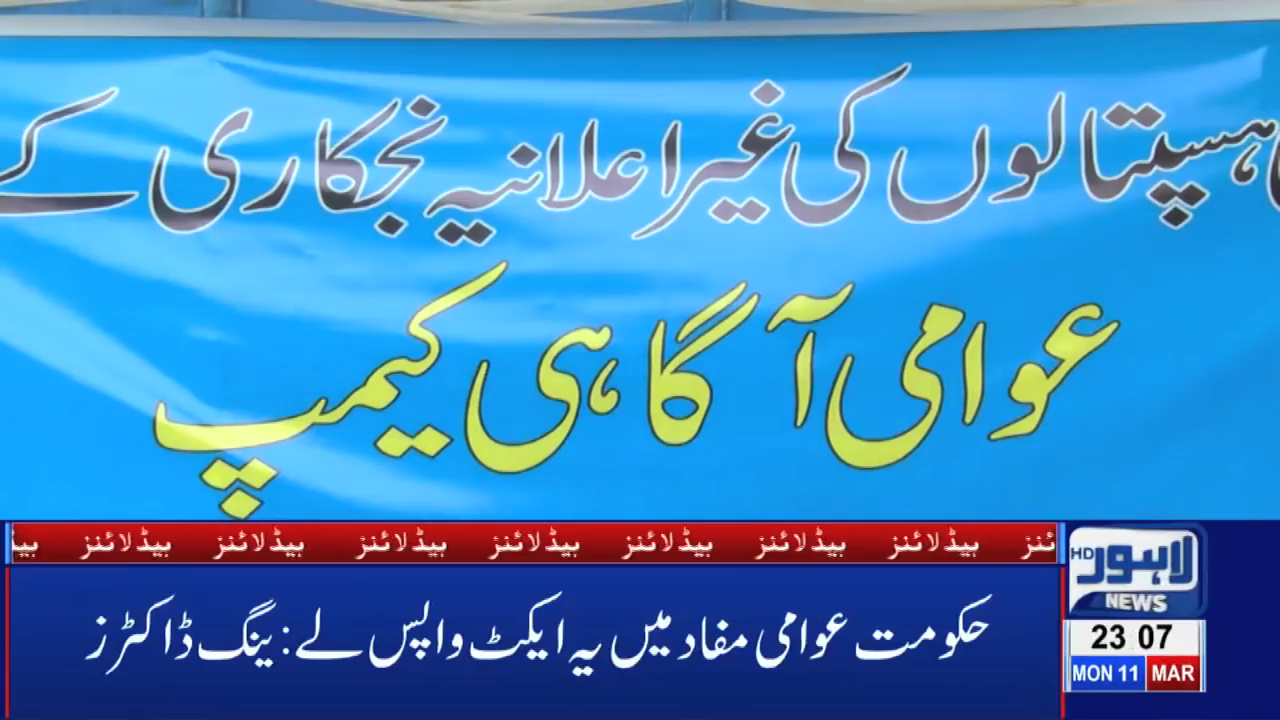 ہسپتالوں کی غیر اعلانیہ نجکاری کے
عوامی آگاہی کیمپ
ہیڈلائنز ہیڈلائنز ہیڈلائنز ہیڈلائنز ہیڈلائنز ہیڈلائنز ہیڈلائنز
حکومت عوامی مفاد میں یہ ایکٹ واپس لے: ینگ ڈاکٹرز
لاہور HD
NEWS
23 07
MON 11 MAR